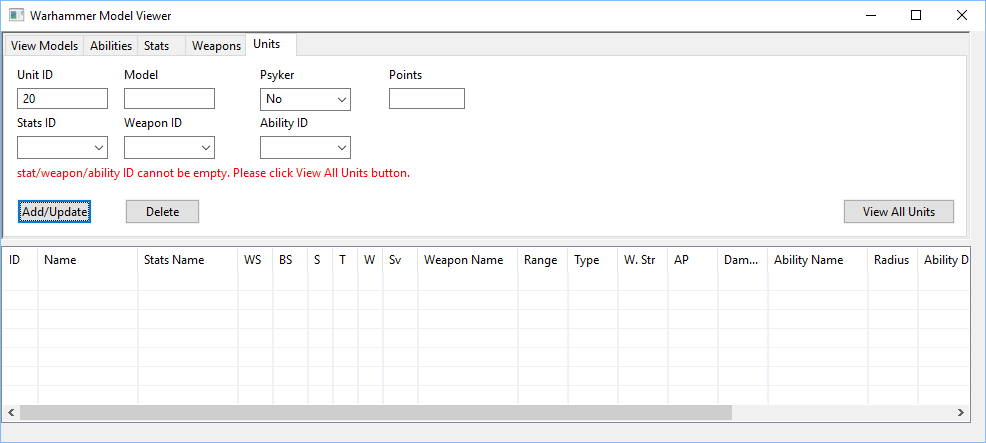 Warhammer Model Viewer
View Models Abilities Stats Weapons Units
Unit ID Model Psyker Points
20 No
Stats ID Weapon ID Ability ID
stat/weapon/ability ID cannot be empty. Please click View All Units button.
Add/Update Delete View All Units
ID Name Stats Name WS BS S T W Sv Weapon Name Range Type W. Str AP Dam... Ability Name Radius Ability D